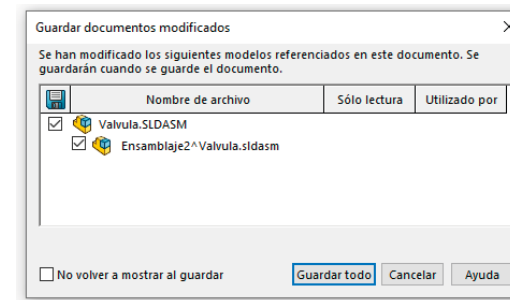 Guardar documentos modificados
Se han modificado los siguientes modelos referenciados en este documento. Se
guardarán cuando se guarde el documento.
Nombre de archivo Sólo lectura Utilizado por
Valvula.SLDASM
Ensamblaje2^Valvula.sldasm
No volver a mostrar al guardar Guardar todo Cancelar Ayuda